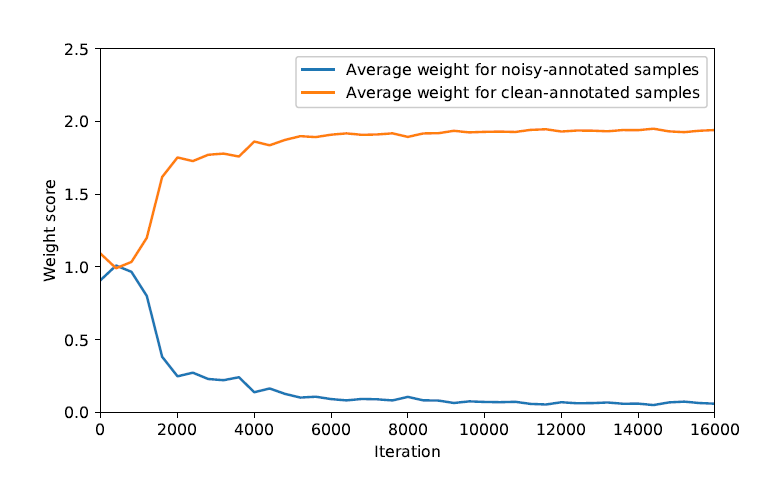 2.5
2.0
1.5
1.0
0.5
0.0
Weight score
Average weight for noisy-annotated samples
Average weight for clean-annotated samples
0 2000 4000 6000 8000 10000 12000 14000 16000
Iteration